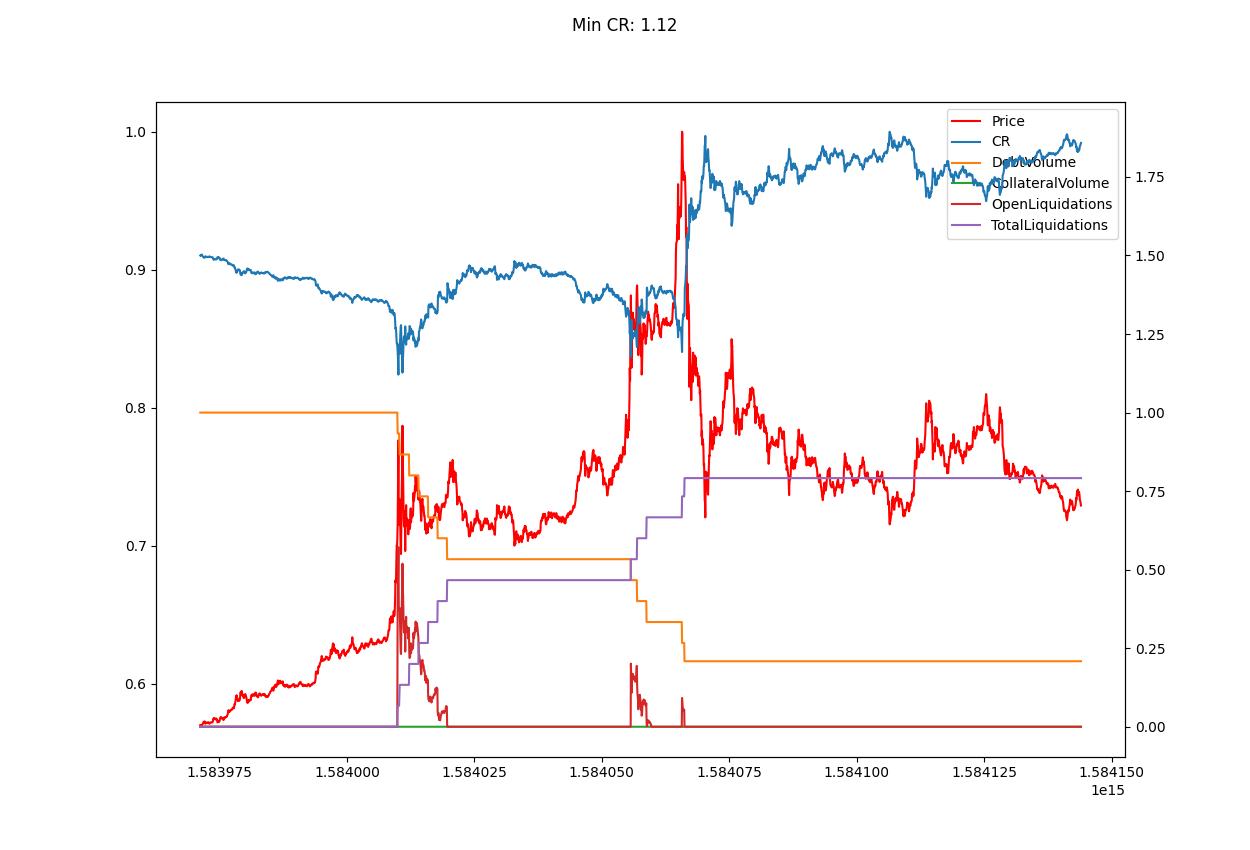 Min CR: 1.12
1.0
0.9
0.8
0.7
0.6
Price
CR
DebtVolume
CollateralVolume
OpenLiquidations
TotalLiquidations
1.75
1.50
1.25
1.00
0.75
0.50
0.25
0.00
1.583975 1.584000 1.584025 1.584050 1.584075 1.584100 1.584125 1.584150
1e15